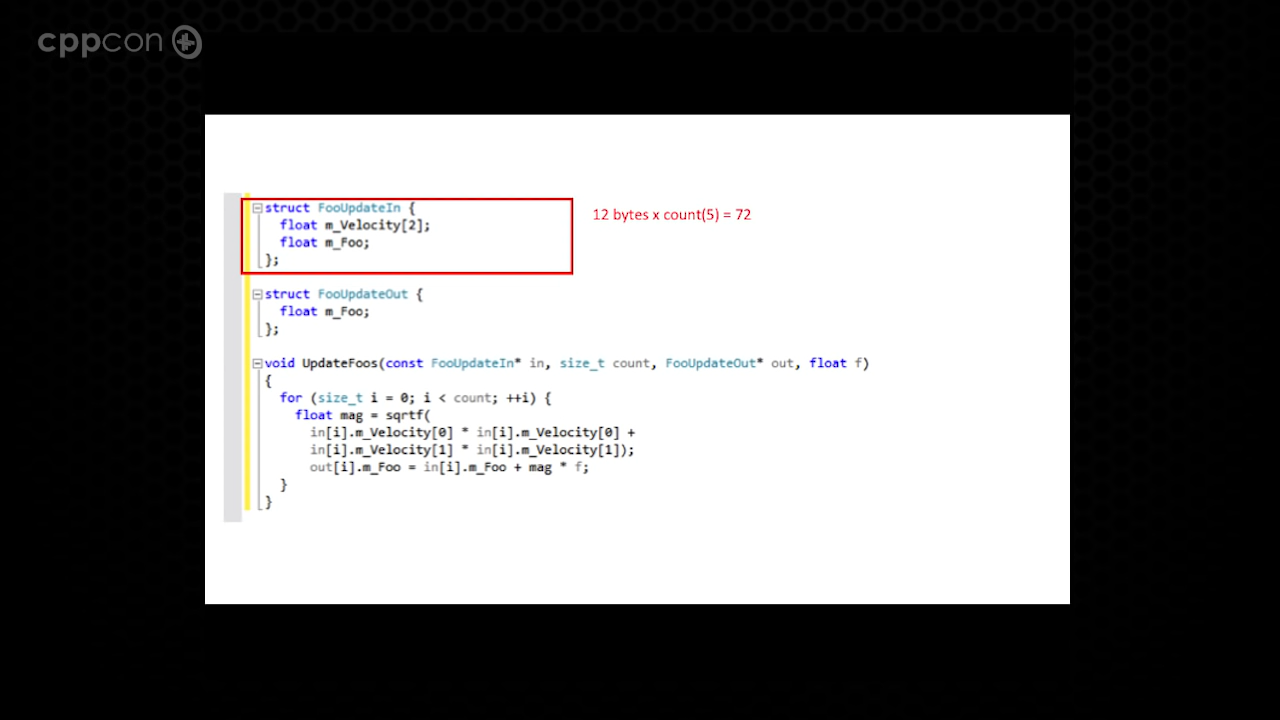 cppcon
struct FooUpdateIn {
float m_Velocity[2];
float m_Foo;
};
12 bytes x count(5) = 72
struct FooUpdateOut {
float m_Foo;
};
void UpdateFoos(const FooUpdateIn* in, size_t count, FooUpdateOut* out, float f)
{
for (size_t i = 0; i < count; ++i) {
float mag = sqrtf(
in[i].m_Velocity[0] * in[i].m_Velocity[0] +
in[i].m_Velocity[1] * in[i].m_Velocity[1]);
out[i].m_Foo = in[i].m_Foo + mag * f;
}
}